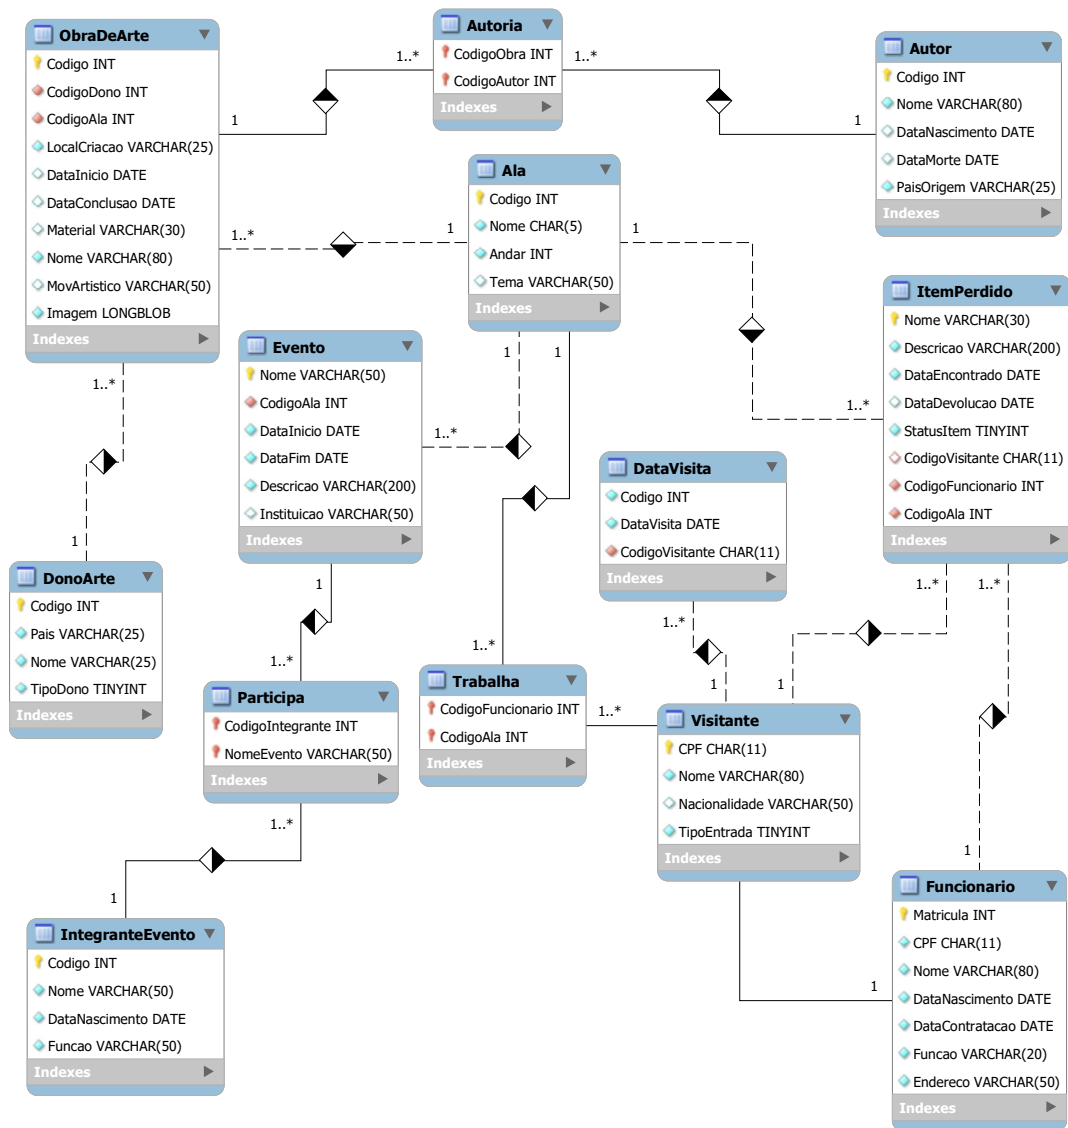 ObraDeArte
Codigo INT
CodigoDono INT
CodigoAla INT
LocalCriacao VARCHAR(25)
DataInicio DATE
DataConclusao DATE
Material VARCHAR(30)
Nome VARCHAR(80)
MovArtistico VARCHAR(50)
Imagem LONGBLOB
Indexes
1
1..*
Autoria
CodigoObra INT
CodigoAutor INT
Indexes
1..*
1
Autor
Codigo INT
Nome VARCHAR(80)
DataNascimento DATE
DataMorte DATE
PaisOrigem VARCHAR(25)
Indexes
1..*
1
Ala
Codigo INT
Nome CHAR(5)
Andar INT
Tema VARCHAR(50)
Indexes
1
1..*
ItemPerdido
Nome VARCHAR(30)
Descricao VARCHAR(200)
DataEncontrado DATE
DataDevolucao DATE
StatusItem TINYINT
CodigoVisitante CHAR(11)
CodigoFuncionario INT
CodigoAla INT
Indexes
1
1
1..*
Evento
Nome VARCHAR(50)
CodigoAla INT
DataInicio DATE
DataFim DATE
Descricao VARCHAR(200)
Instituicao VARCHAR(50)
Indexes
1..*
1
DataVisita
Codigo INT
DataVisita DATE
CodigoVisitante CHAR(11)
Indexes
DonoArte
Codigo INT
Pais VARCHAR(25)
Nome VARCHAR(25)
TipoDono TINYINT
Indexes
1
1..*
1..*
1..*
1..*
1..*
1
1
Participa
CodigoIntegrante INT
NomeEvento VARCHAR(50)
Indexes
Trabalha
CodigoFuncionario INT
CodigoAla INT
Indexes
1..*
Visitante
CPF CHAR(11)
Nome VARCHAR(80)
Nacionalidade VARCHAR(50)
TipoEntrada TINYINT
Indexes
1..*
1
1
1
IntegranteEvento
Codigo INT
Nome VARCHAR(50)
DataNascimento DATE
Funcao VARCHAR(50)
Indexes
Funcionario
Matricula INT
CPF CHAR(11)
Nome VARCHAR(80)
DataNascimento DATE
DataContratacao DATE
Funcao VARCHAR(20)
Endereco VARCHAR(50)
Indexes